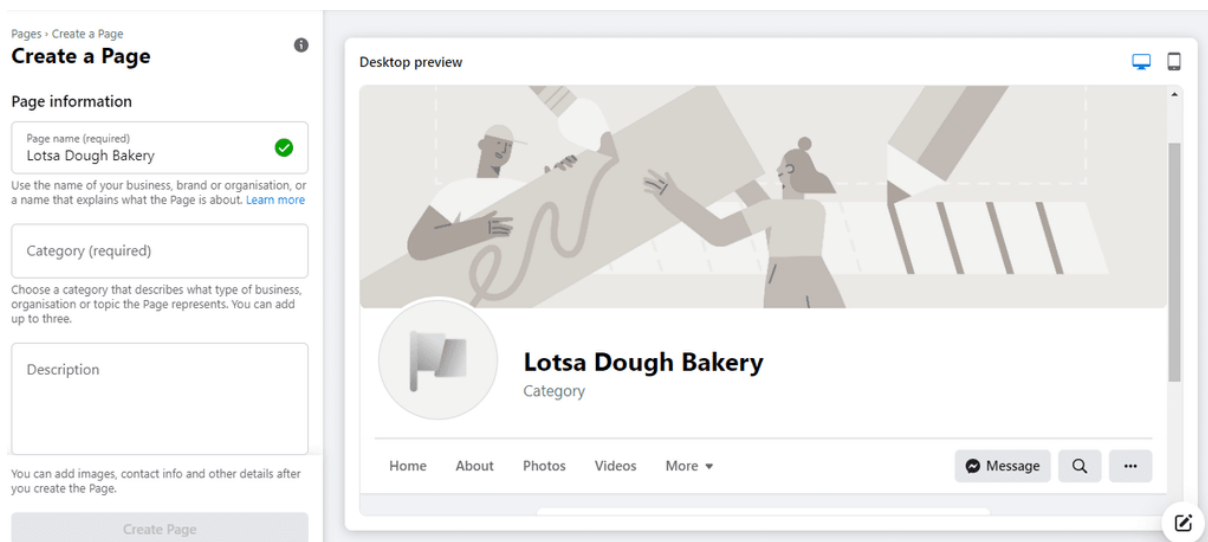 Pages › Create a Page
Create a Page
Page information
Page name (required)
Lotsa Dough Bakery
Use the name of your business, brand or organisation, or
a name that explains what the Page is about. Learn more
Category (required)
Choose a category that describes what type of business,
organisation or topic the Page represents. You can add
up to three.
Description
You can add images, contact info and other details after
you create the Page.
Create Page
Desktop preview
Lotsa Dough Bakery
Category
Home About Photos Videos More
Message